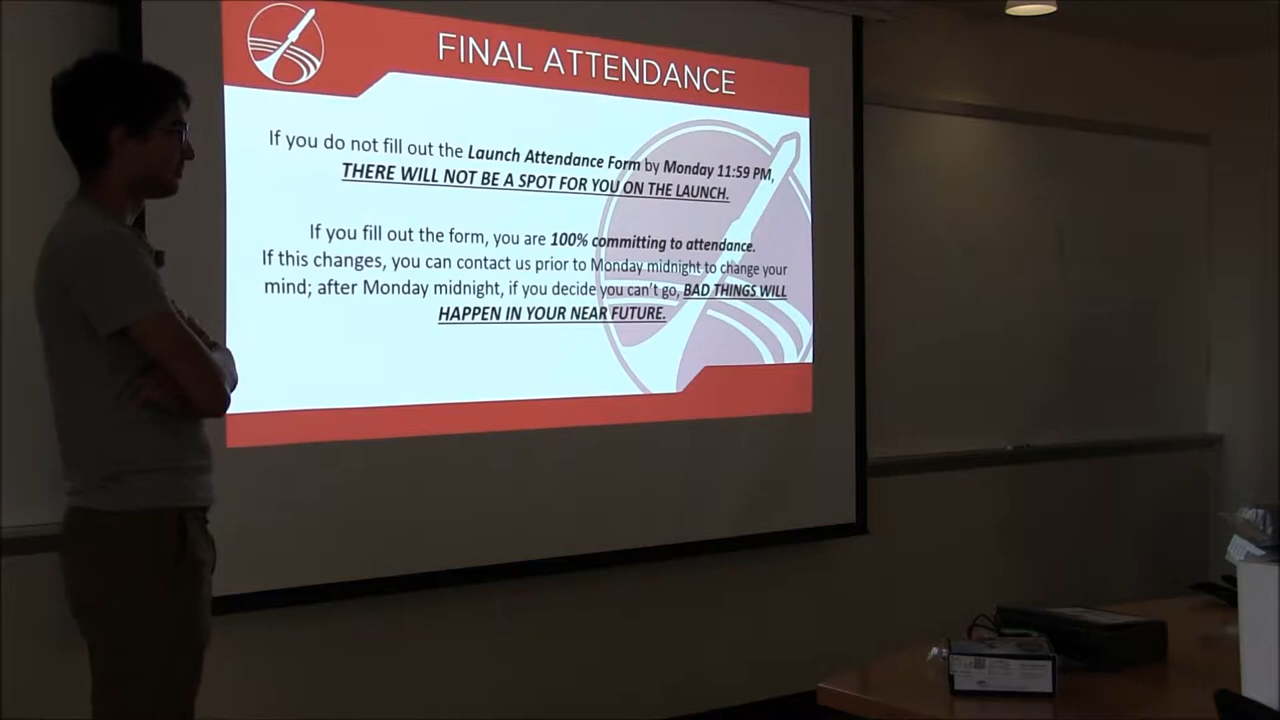 FINAL ATTENDANCE
If you do not fill out the Launch Attendance Form by Monday 11:59 PM,
THERE WILL NOT BE A SPOT FOR YOU ON THE LAUNCH.
If you fill out the form, you are 100% committing to attendance.
If this changes, you can contact us prior to Monday midnight to change your
mind; after Monday midnight, if you decide you can't go, BAD THINGS WILL
HAPPEN IN YOUR NEAR FUTURE.